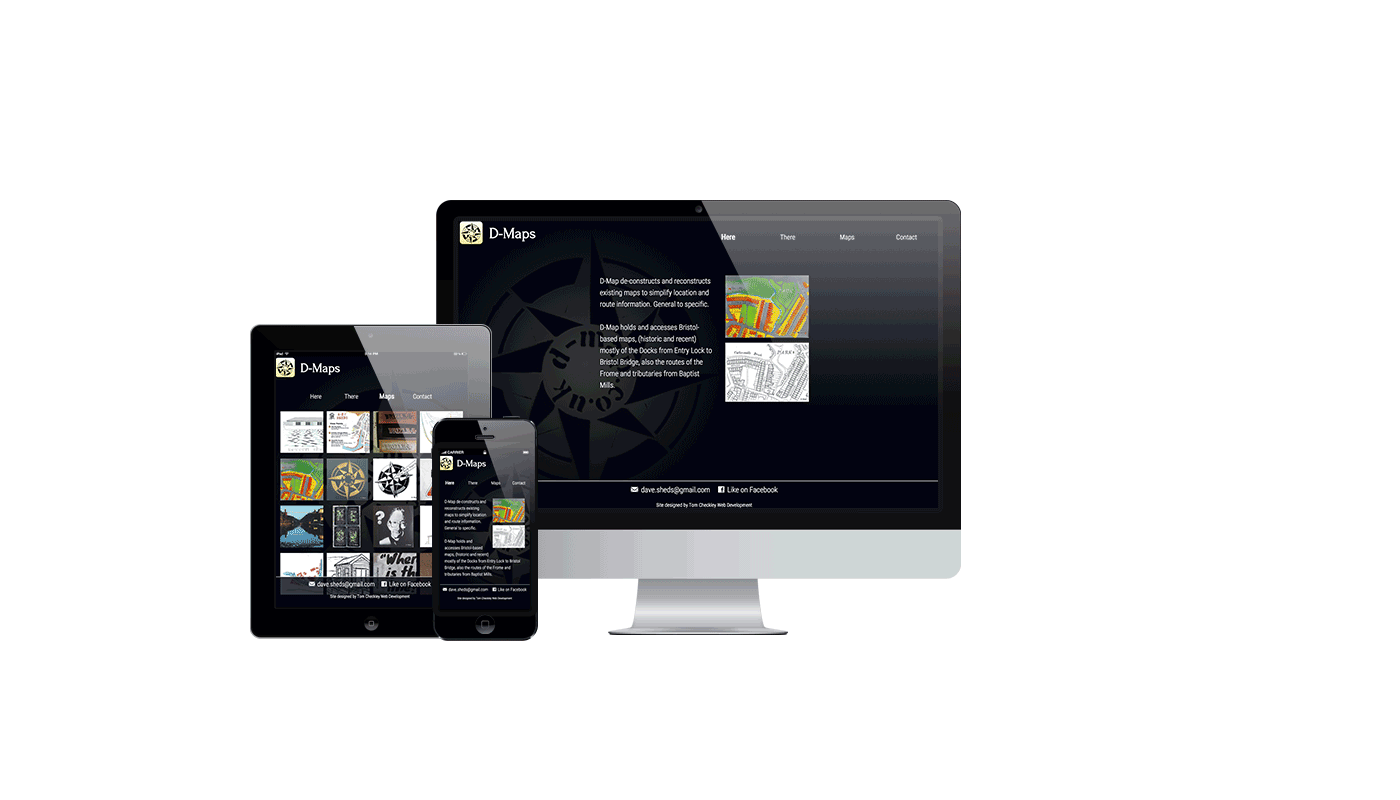 D-Maps
Here There Maps Contact
D-Map de-constructs and reconstructs
existing maps to simplify location and
route information. General to specific.
D-Map holds and accesses Bristol-
based maps, (historic and recent)
mostly of the Docks from Entry Lock to
Bristol Bridge, also the routes of the
Frome and tributaries from Baptist
Mills.
d-m
co.uk
MARK
dave.sheds@gmail.com Like on Facebook
Site designed by Tom Checkley Web Development
iPad
D-Maps
Here There Maps Contact
?
"Wher
is th
dave.sheds@gmail.com Like on Facebook
Site designed by Tom Checkley Web Development
CARRIER
D-Maps
Here There Maps Contact
D-Map de-constructs and
reconstructs existing
maps to simplify location
and route information.
General to specific.
D-Map holds and
accesses Bristol-based
maps, (historic and recent)
mostly of the Docks from Entry Lock to Bristol
Bridge, also the routes of the Frome and
tributaries from Baptist Mills.
dave.sheds@gmail.com Like on Facebook
Site designed by Tom Checkley Web Development